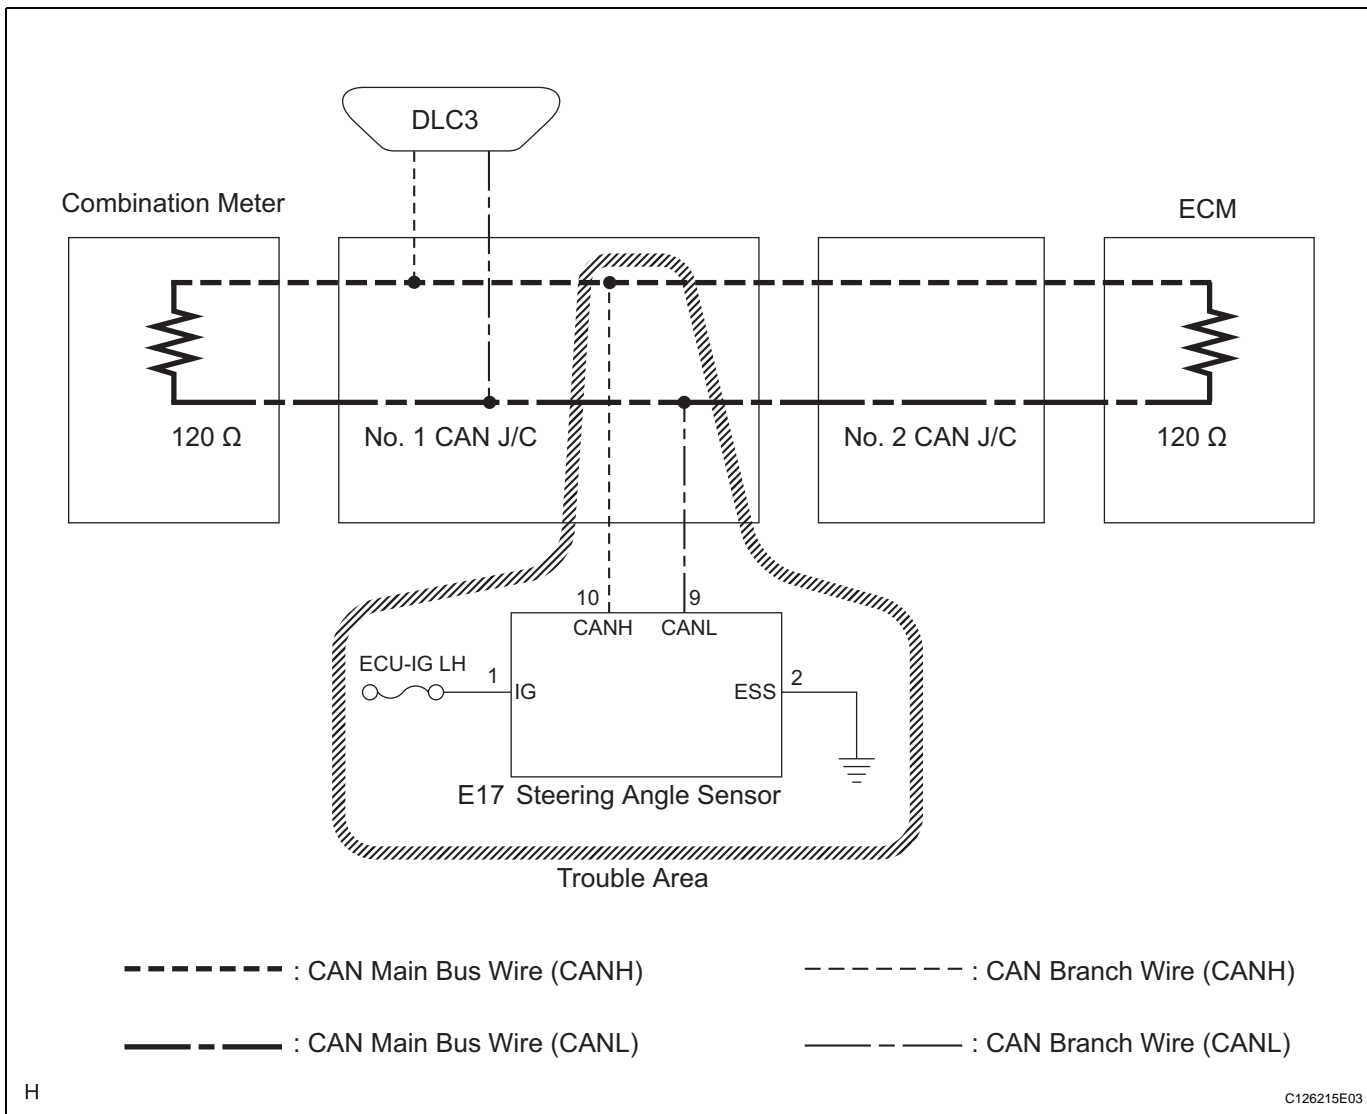 DLC3
Combination Meter
ECM
120 Ω
No. 1 CAN J/C
No. 2 CAN J/C
120 Ω
10
9
CANH
CANL
ECU-IG LH
1
IG
ESS
2
E17 Steering Angle Sensor
Trouble Area
: CAN Main Bus Wire (CANH)
: CAN Branch Wire (CANH)
: CAN Main Bus Wire (CANL)
: CAN Branch Wire (CANL)
H
C126215E03